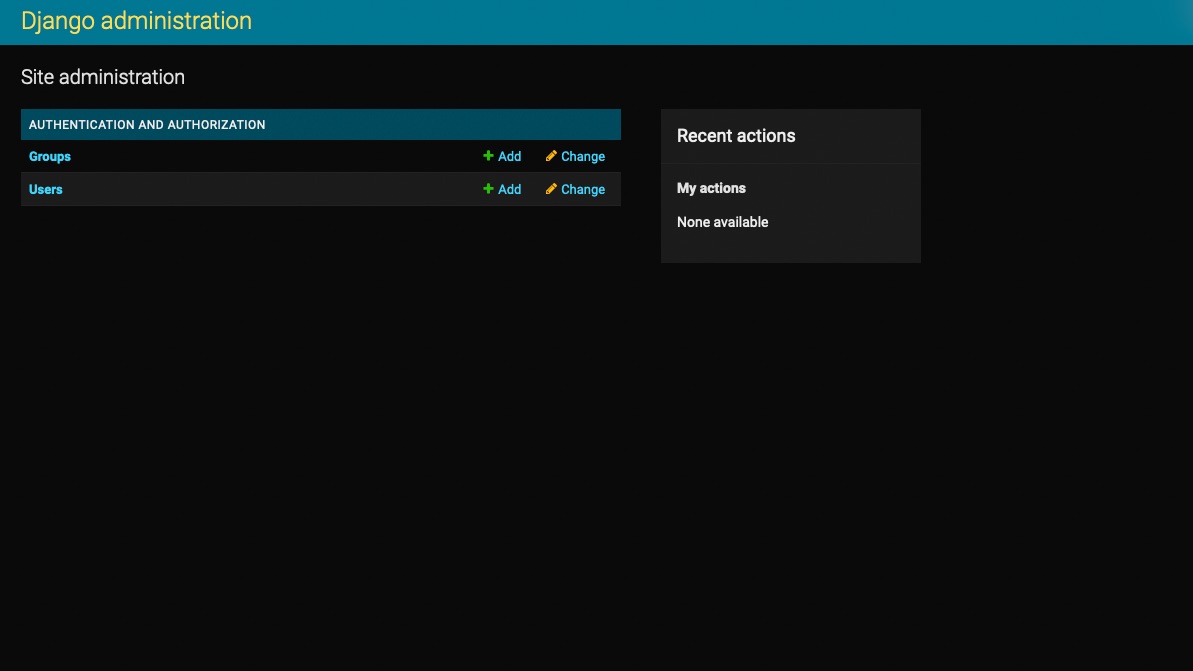 Django administration
Site administration
AUTHENTICATION AND AUTHORIZATION
Groups Add Change
Users Add Change
Recent actions
My actions
None available